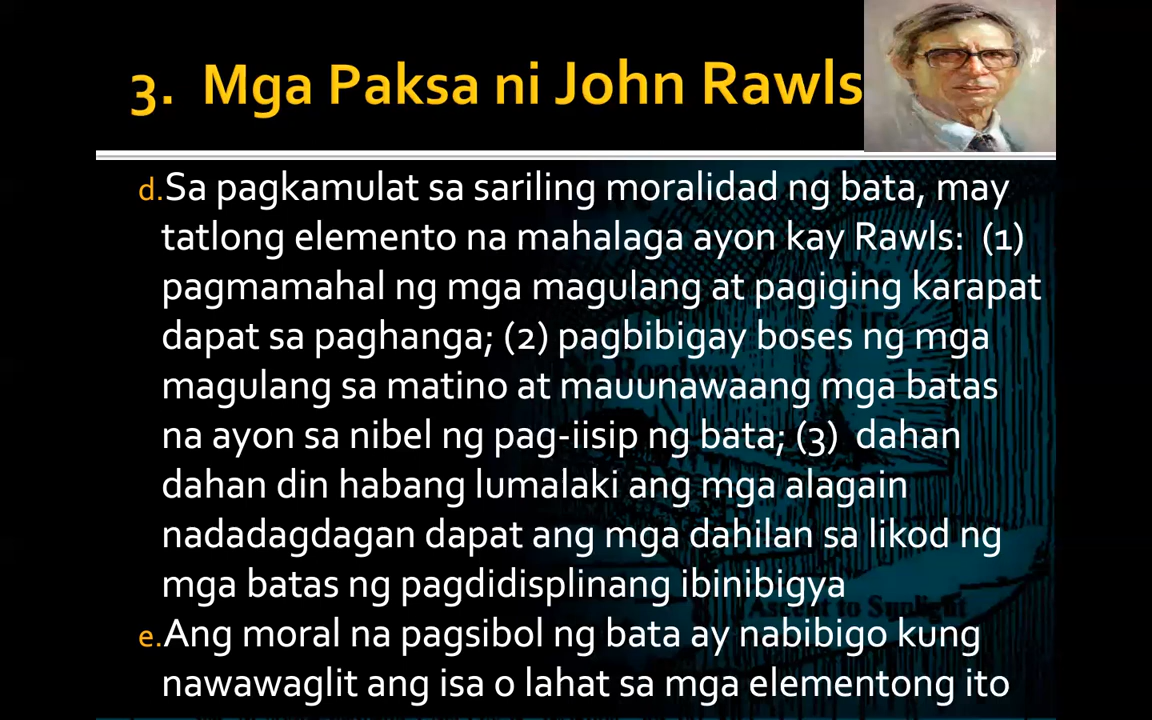 3. Mga Paksa ni John Rawls
d.Sa pagkamulat sa sariling moralidad ng bata, may
tatlong elemento na mahalaga ayon kay Rawls: (1)
pagmamahal ng mga magulang at pagiging karapat
dapat sa paghanga; (2) pagbibigay boses ng mga
magulang sa matino at mauunawaang mga batas
na ayon sa nibel ng pag-iisip ng bata; (3) dahan
dahan din habang lumalaki ang mga alagain
nadadagdagan dapat ang mga dahilan sa likod ng
mga batas ng pagdidisplinang ibinibigya
e.Ang moral na pagsibol ng bata ay nabibigo kung
nawawaglit ang isa o lahat sa mga elementong ito